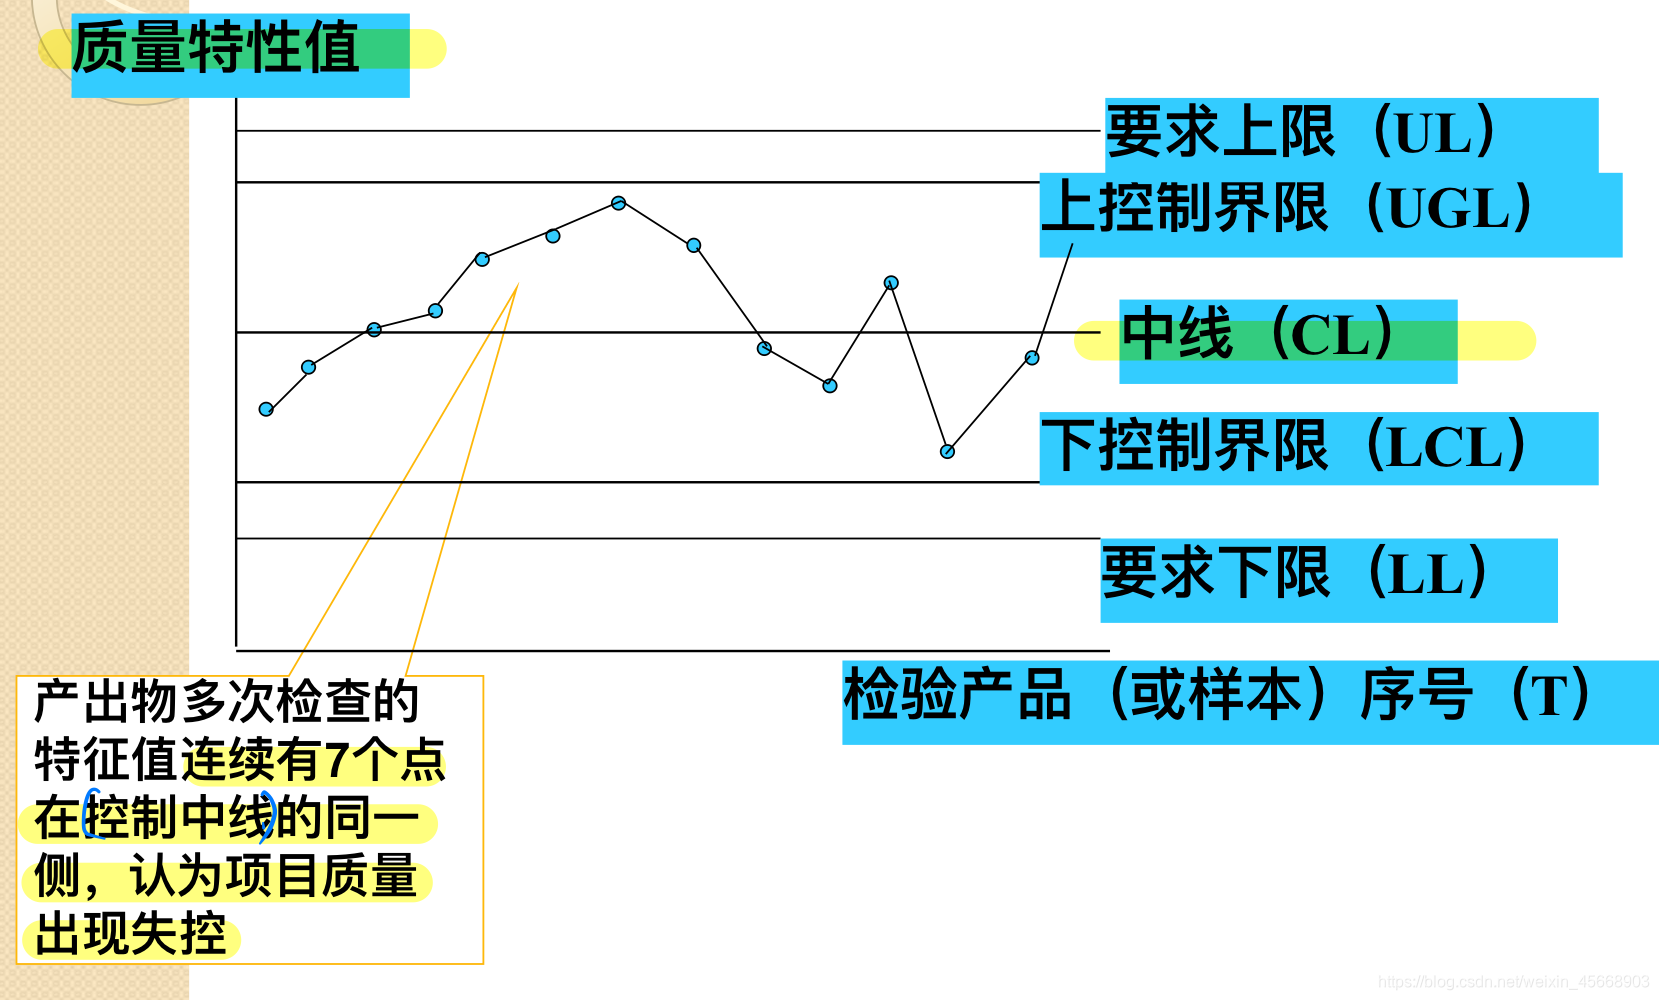 质量特性值
要求上限（UL）
上控制界限（UGL）
中线（CL）
下控制界限（LCL）
要求下限（LL）
检验产品（或样本）序号（T）
产出物多次检查的
特征值连续有7个点
在控制中线的同一
侧，认为项目质量
出现失控
https://blog.csdn.net/weixin_45668903